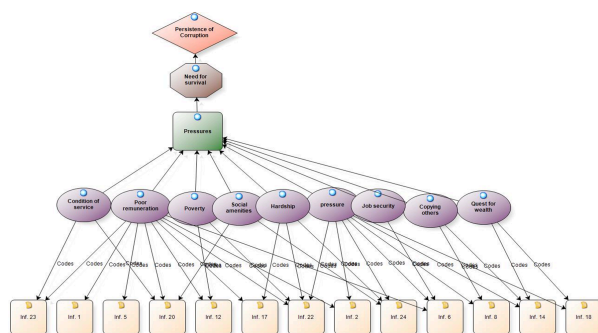 Persistence of
Corruption
Need for
survival
Pressures
Condition of
service
Poor
remuneration
Poverty
Social
amenities
Hardship
pressure
Job security
Copying
others
Quest for
wealth
Codes Codes Codes Codes Codes Codes Codes Codes Codes Codes Codes Codes Codes Codes Codes
Inf. 23 Inf. 1 Inf. 5 Inf. 20 Inf. 12 Inf. 17 Inf. 22 Inf. 2 Inf. 24 Inf. 6 Inf. 8 Inf. 14 Inf. 18